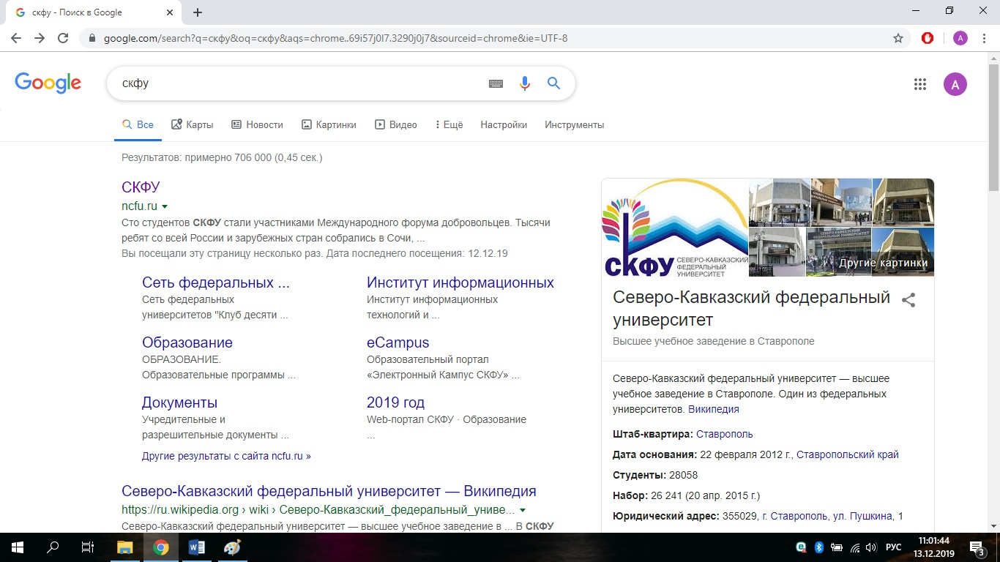 скфу - Поиск в Google
google.com/search?q=скфу&oq=скфу&aqs=chrome..69i57j0l7.3290j0j7&sourceid=chrome&ie=UTF-8
A
Google
скфу
A
Все
Карты
Новости
Картинки
Видео
Ещё
Настройки
Инструменты
Результатов: примерно 706 000 (0,45 сек.)
СКФУ
ncfu.ru
Сто студентов СКФУ стали участниками Международного форума добровольцев. Тысячи
ребят со всей России и зарубежных стран собрались в Сочи, ...
Вы посещали эту страницу несколько раз. Дата последнего посещения: 12.12.19
Сеть федеральных ...
Сеть федеральных
университетов "Клуб десяти ...
Институт информационных
Институт информационных
технологий и ...
Образование
ОБРАЗОВАНИЕ.
Образовательные программы ...
eCampus
Образовательный портал
«Электронный Кампус СКФУ» ...
Документы
Учредительные и
разрешительные документы ...
2019 год
Web-портал СКФУ · Образование
...
Другие результаты с сайта ncfu.ru »
Северо-Кавказский федеральный университет — Википедия
https://ru.wikipedia.org › wiki › Северо-Кавказский_федеральный_униве...
Северо-Кавказский федеральный университет — высшее учебное заведение в ... В СКФУ
СКФУ
СЕВЕРО-КАВКАЗСКИЙ
ФЕДЕРАЛЬНЫЙ
УНИВЕРСИТЕТ
Другие картинки
Северо-Кавказский федеральный
университет
Высшее учебное заведение в Ставрополе
Северо-Кавказский федеральный университет — высшее
учебное заведение в Ставрополе. Один из федеральных
университетов. Википедия
Штаб-квартира: Ставрополь
Дата основания: 22 февраля 2012 г., Ставропольский край
Студенты: 28058
Набор: 26 241 (20 апр. 2015 г.)
Юридический адрес: 355029, г. Ставрополь, ул. Пушкина, 1
РУС
11:01:44
13.12.2019
3